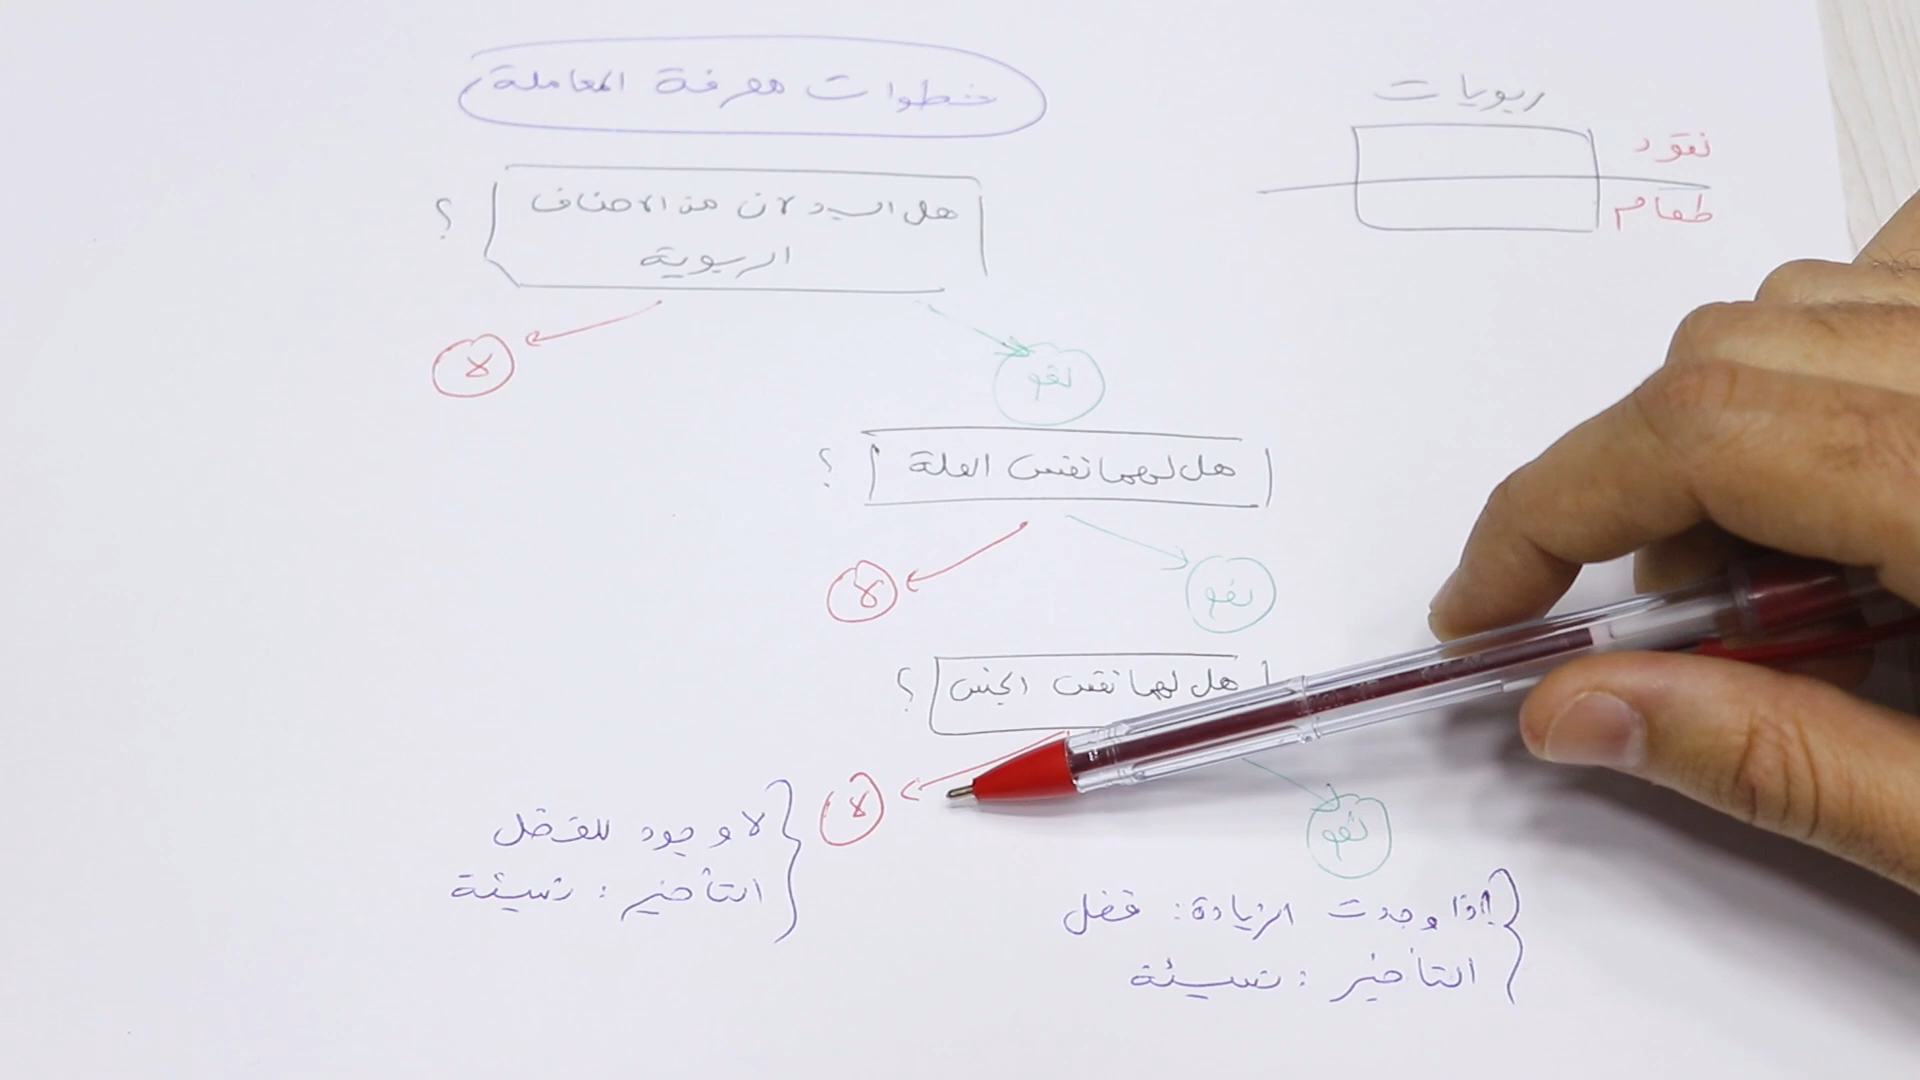 خطوات معرفة المعاملة
ربويات
نقود
طعام
هل البدلان من الاصناف
الربوية ؟
لا
نعم
هل لهما نفس العلة ؟
لا
نعم
هل لهما نفس الجنس ؟
لا
نعم
لا وجود للفضل
التأخير : نسيئة
إذا وجدت الزيادة : فضل
التأخير : نسيئة